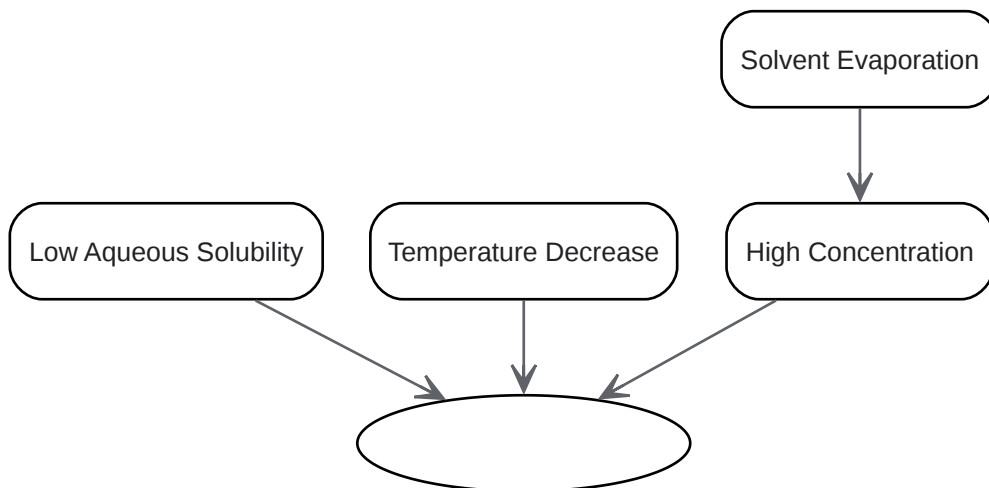 Solvent Evaporation
Low Aqueous Solubility
Temperature Decrease
High Concentration